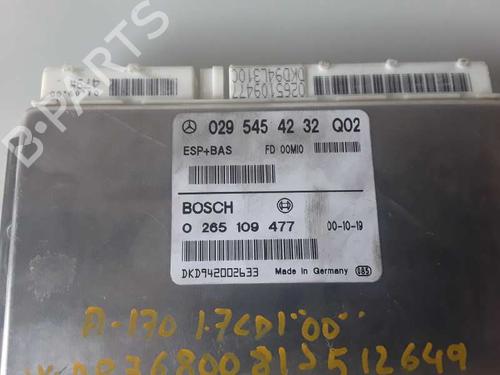 0265109477
DKD94L310C
029 545 42 32 Q02
ESP+BAS FD 00M10
BOSCH
0 265 109 477 00-10-19
DKD942002633 Made in Germany
A-170 1.7CDI "00"